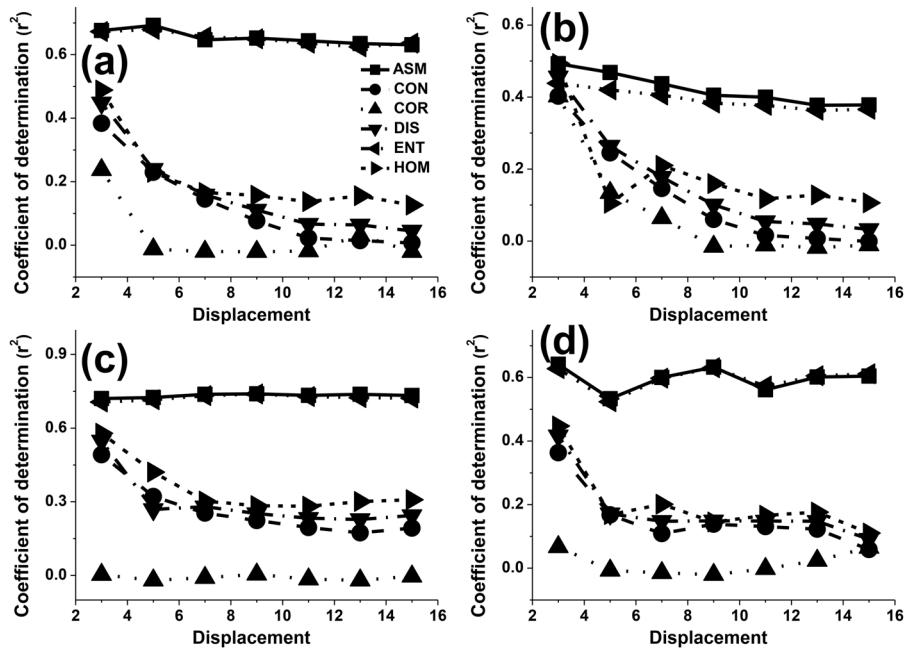 Coefficient of determination (r²)
0.6
0.4
0.2
0.0
(a)
ASM
CON
COR
DIS
ENT
HOM
2 4 6 8 10 12 14 16
Displacement
Coefficient of determination (r²)
0.6
0.4
0.2
0.0
(b)
2 4 6 8 10 12 14 16
Displacement
Coefficient of determination (r²)
0.9
0.6
0.3
0.0
(c)
2 4 6 8 10 12 14 16
Displacement
Coefficient of determination (r²)
0.6
0.4
0.2
0.0
(d)
2 4 6 8 10 12 14 16
Displacement